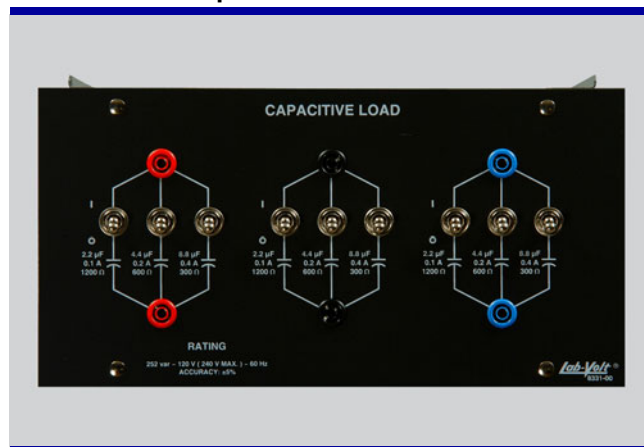 CAPACITIVE LOAD
I
I
I
O
O
O
2.2 µF 4.4 µF 8.8 µF
0.1 A 0.2 A 0.4 A
1200 Ω 600 Ω 300 Ω
2.2 µF 4.4 µF 8.8 µF
0.1 A 0.2 A 0.4 A
1200 Ω 600 Ω 300 Ω
2.2 µF 4.4 µF 8.8 µF
0.1 A 0.2 A 0.4 A
1200 Ω 600 Ω 300 Ω
RATING
252 var – 120 V ( 240 V MAX. ) – 60 Hz
ACCURACY: ±5%
Lab-Volt®
8331-00